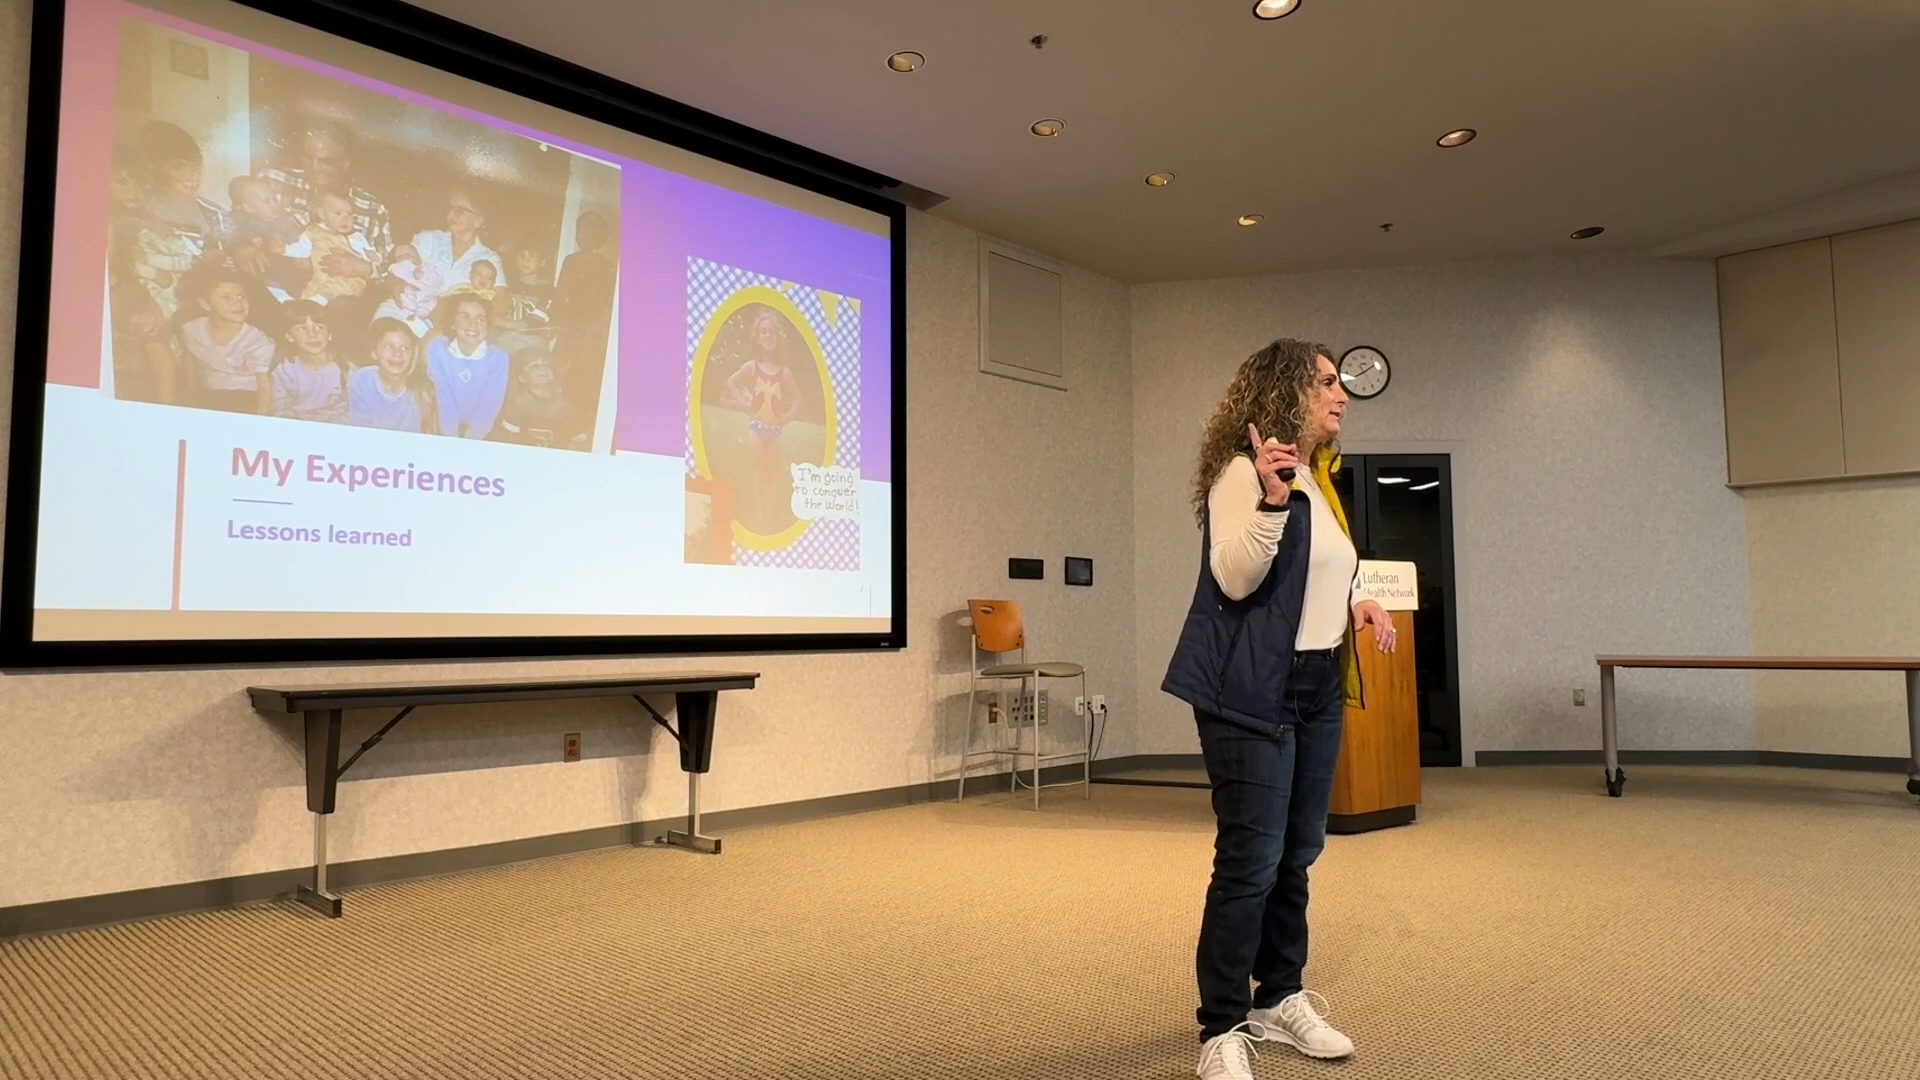 My Experiences
Lessons learned
I'm going
to conquer
the world!
Lutheran
Health Network